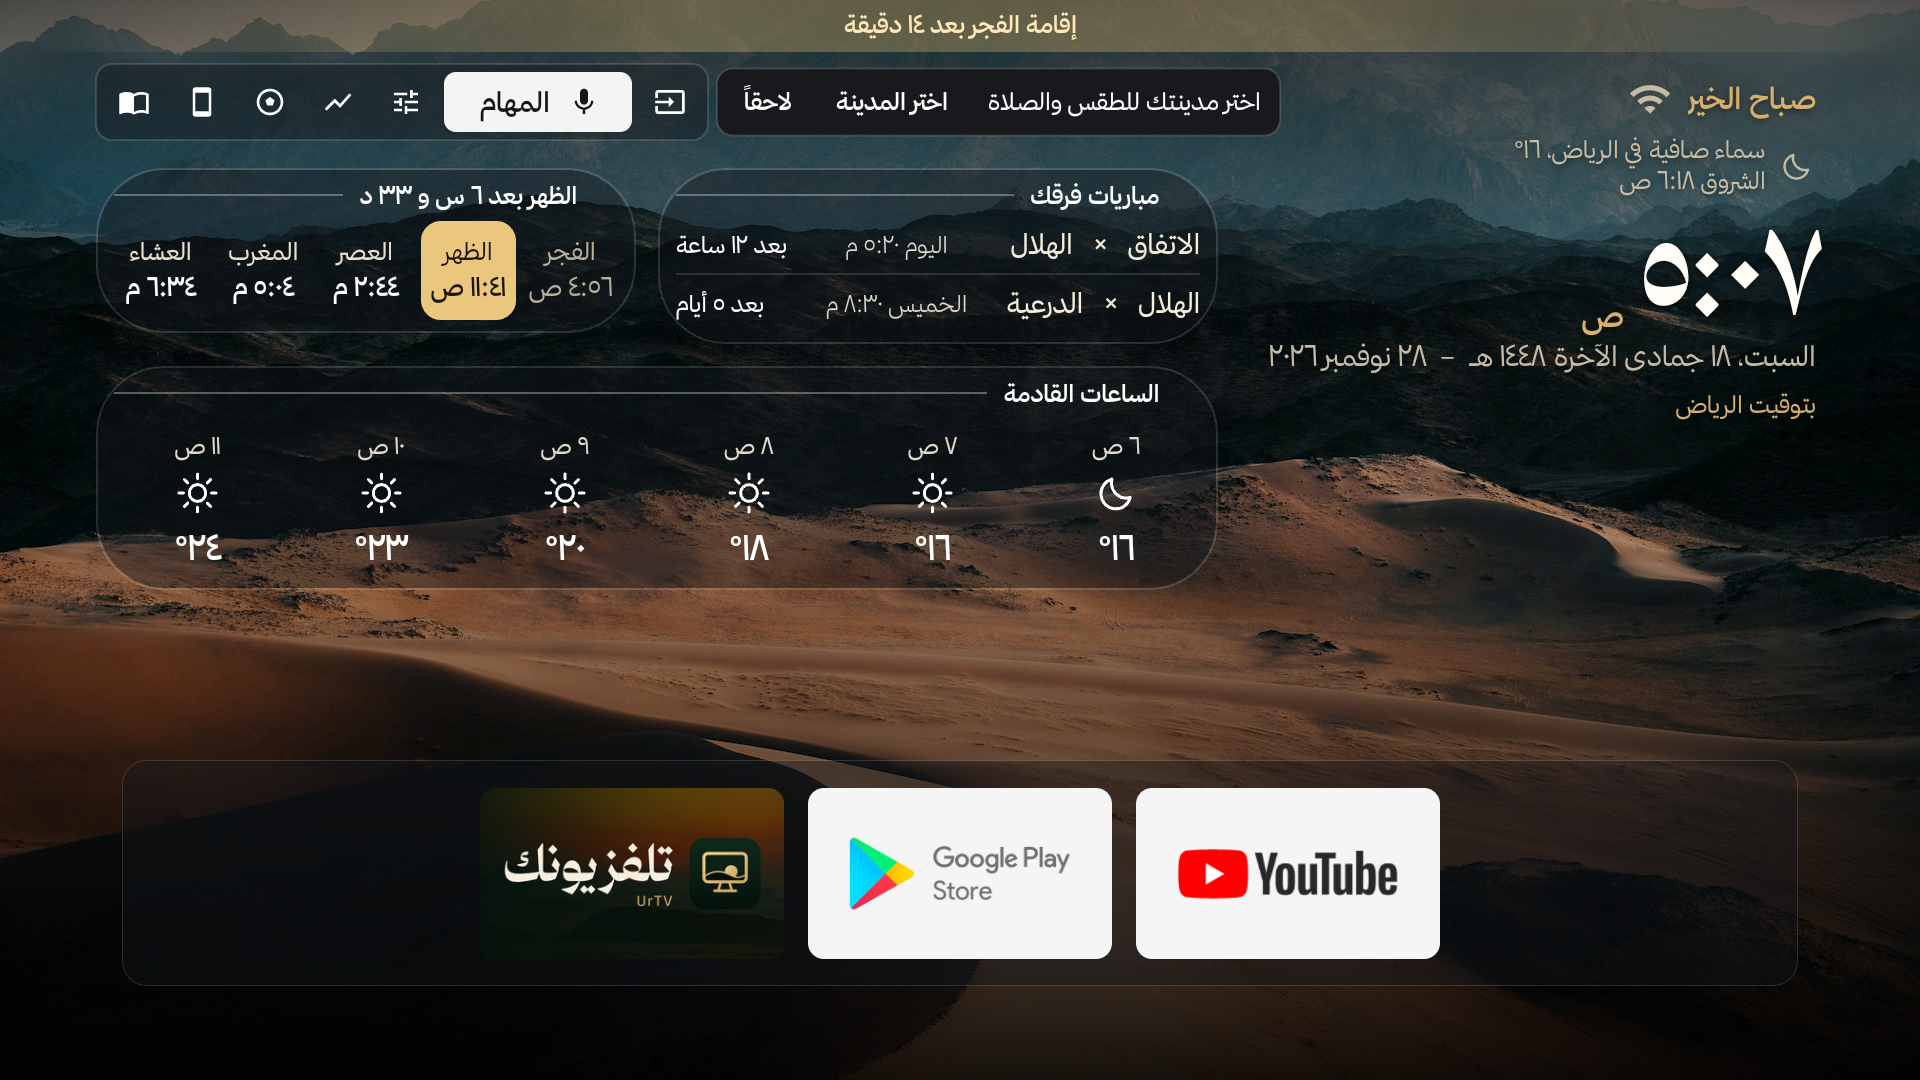 إقامة الفجر بعد ١٤ دقيقة
صباح الخير
سماء صافية في الرياض، ١٦°
الشروق ٦:١٨ ص
٥:٠٧ ص
السبت، ١٨ جمادى الآخرة ١٤٤٨ هـ – ٢٨ نوفمبر ٢٠٢٦
بتوقيت الرياض
اختر مدينتك للطقس والصلاة
اختر المدينة
لاحقاً
المهام
مباريات فرقك
الاتفاق × الهلال اليوم ٥:٢٠ م بعد ١٢ ساعة
الهلال × الدرعية الخميس ٨:٣٠ م بعد ٥ أيام
الظهر بعد ٦ س و ٣٣ د
الفجر الظهر العصر المغرب العشاء
٤:٥٦ ص ١١:٤١ ص ٢:٤٤ م ٥:٠٤ م ٦:٣٤ م
الساعات القادمة
٦ ص ٧ ص ٨ ص ٩ ص ١٠ ص ١١ ص
١٦° ١٦° ١٨° ٢٠° ٢٣° ٢٤°
YouTube
Google Play
Store
تلفزيونك
UrTV